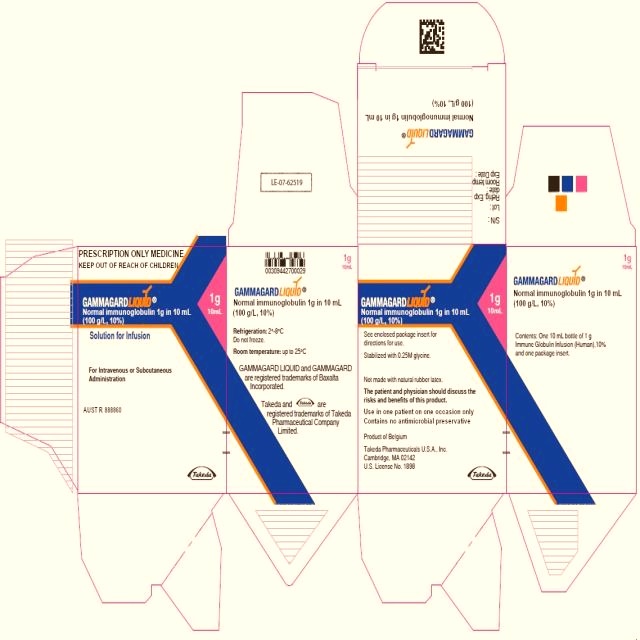 (100 g/L, 10%)
Normal Immunoglobulin 1g in 10 mL
GAMMAGARD LIQUID®
SN :
Lot :
Refrig Exp
date :
Room temp
Exp Date :
LE-07-62519
PRESCRIPTION ONLY MEDICINE
KEEP OUT OF REACH OF CHILDREN
GAMMAGARD LIQUID®
Normal immunoglobulin 1g in 10 mL
(100 g/L, 10%)
1g
10mL
Solution for Infusion
For Intravenous or Subcutaneous
Administration
AUST R 888860
Takeda
00309442700029
1g
10mL
GAMMAGARD LIQUID®
Normal immunoglobulin 1g in 10 mL
(100 g/L, 10%)
Refrigeration: 2°-8°C
Do not freeze.
Room temperature: up to 25°C
GAMMAGARD LIQUID and GAMMAGARD
are registered trademarks of Baxalta
Incorporated.
Takeda and Takeda are
registered trademarks of Takeda
Pharmaceutical Company
Limited.
GAMMAGARD LIQUID®
Normal immunoglobulin 1g in 10 mL
(100 g/L, 10%)
1g
10mL
See enclosed package insert for
directions for use.
Stabilized with 0.25M glycine.
Not made with natural rubber latex.
The patient and physician should discuss the
risks and benefits of this product.
Use in one patient on one occasion only
Contains no antimicrobial preservative
Product of Belgium
Takeda Pharmaceuticals U.S.A., Inc.
Cambridge, MA 02142
U.S. License No. 1898
Takeda
1g
10mL
GAMMAGARD LIQUID®
Normal immunoglobulin 1g in 10 mL
(100 g/L, 10%)
Contents: One 10 mL bottle of 1 g
Immune Globulin Infusion (Human),10%
and one package insert.